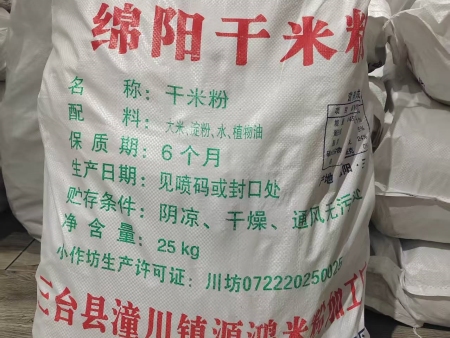 绵阳干米粉
名 称：干米粉
配 料：大米、淀粉、水、植物油
保 质 期：6 个月
生产日期：见喷码或封口处
贮存条件：阴凉、干燥、通风无污处
净 含 量：25 kg
小作坊生产许可证：川坊072220250025
三台县潼川镇源鸿米粉加工厂